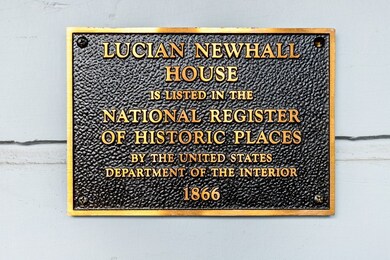 LUCIAN NEWHALL
HOUSE
IS LISTED IN THE
NATIONAL REGISTER
OF HISTORIC PLACES
BY THE UNITED STATES
DEPARTMENT OF THE INTERIOR
1866